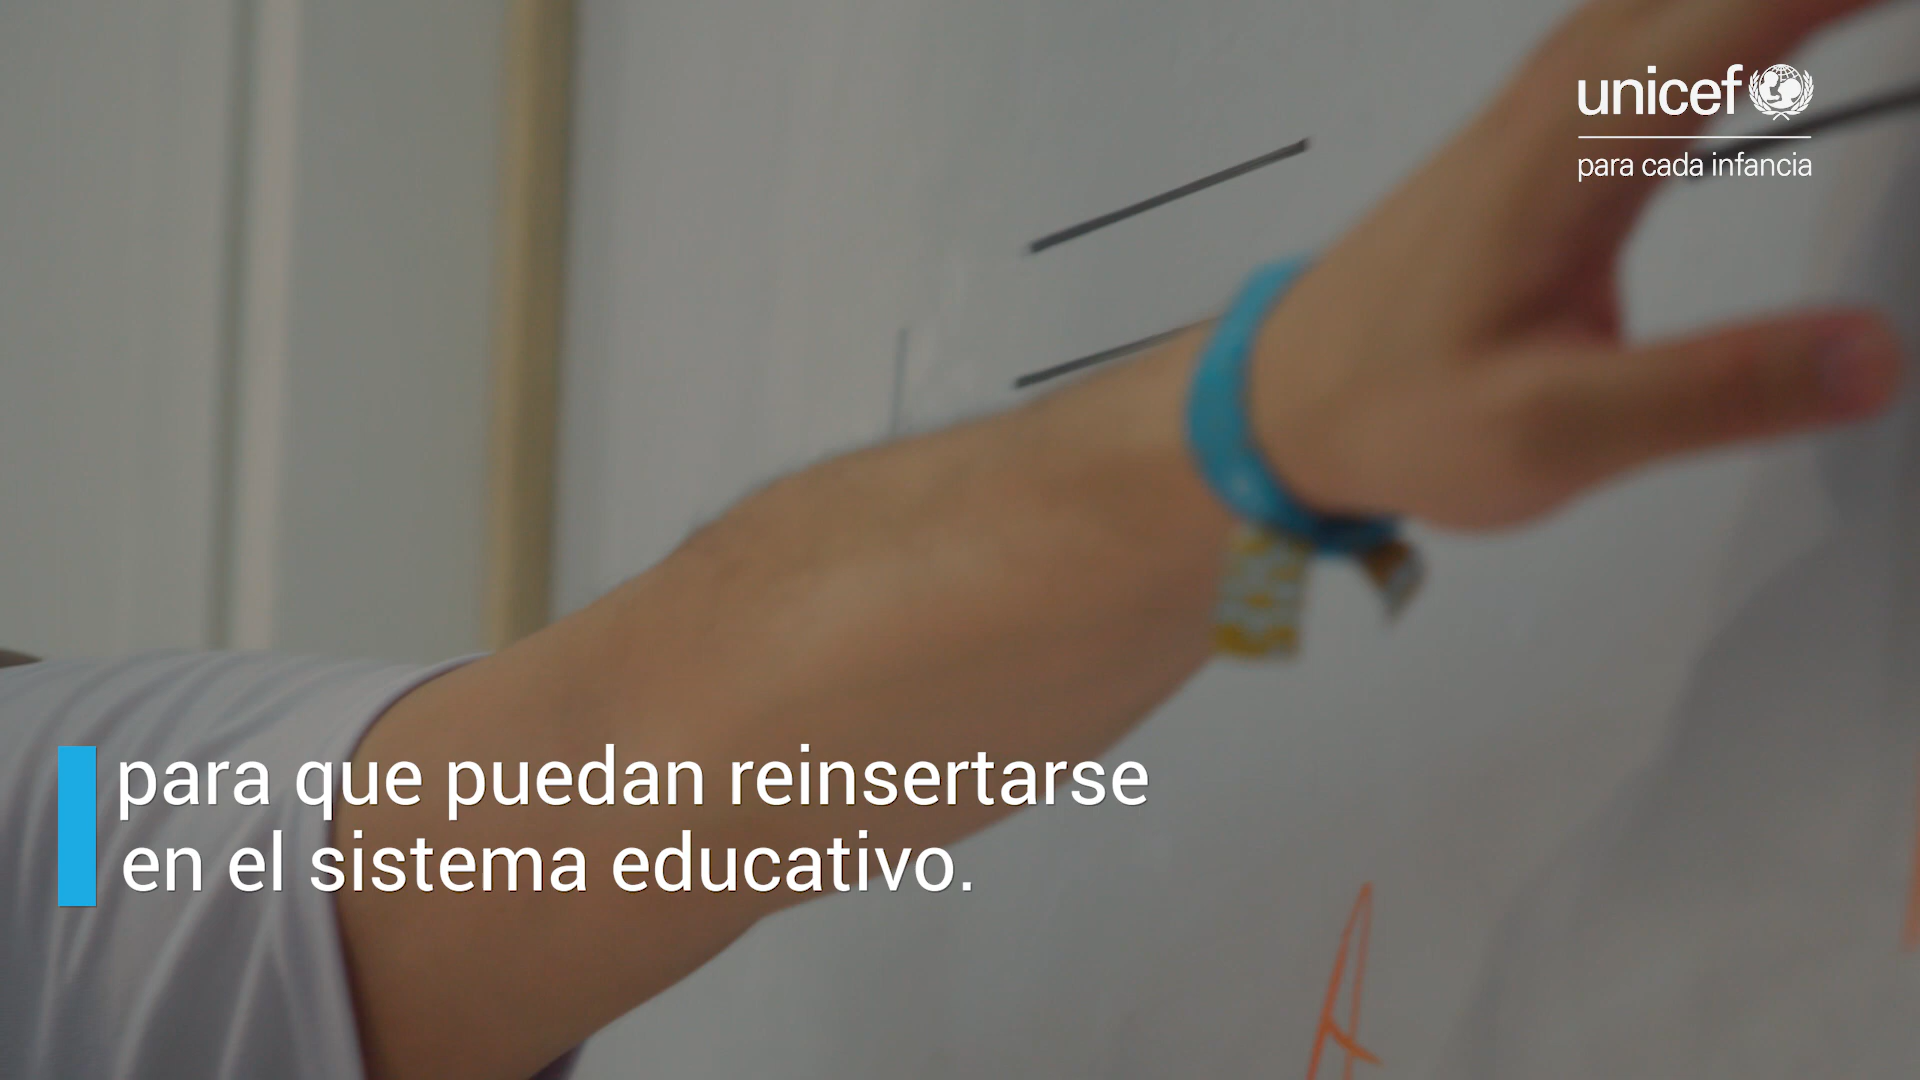 unicef
para cada infancia
para que puedan reinsertarse
en el sistema educativo.
A